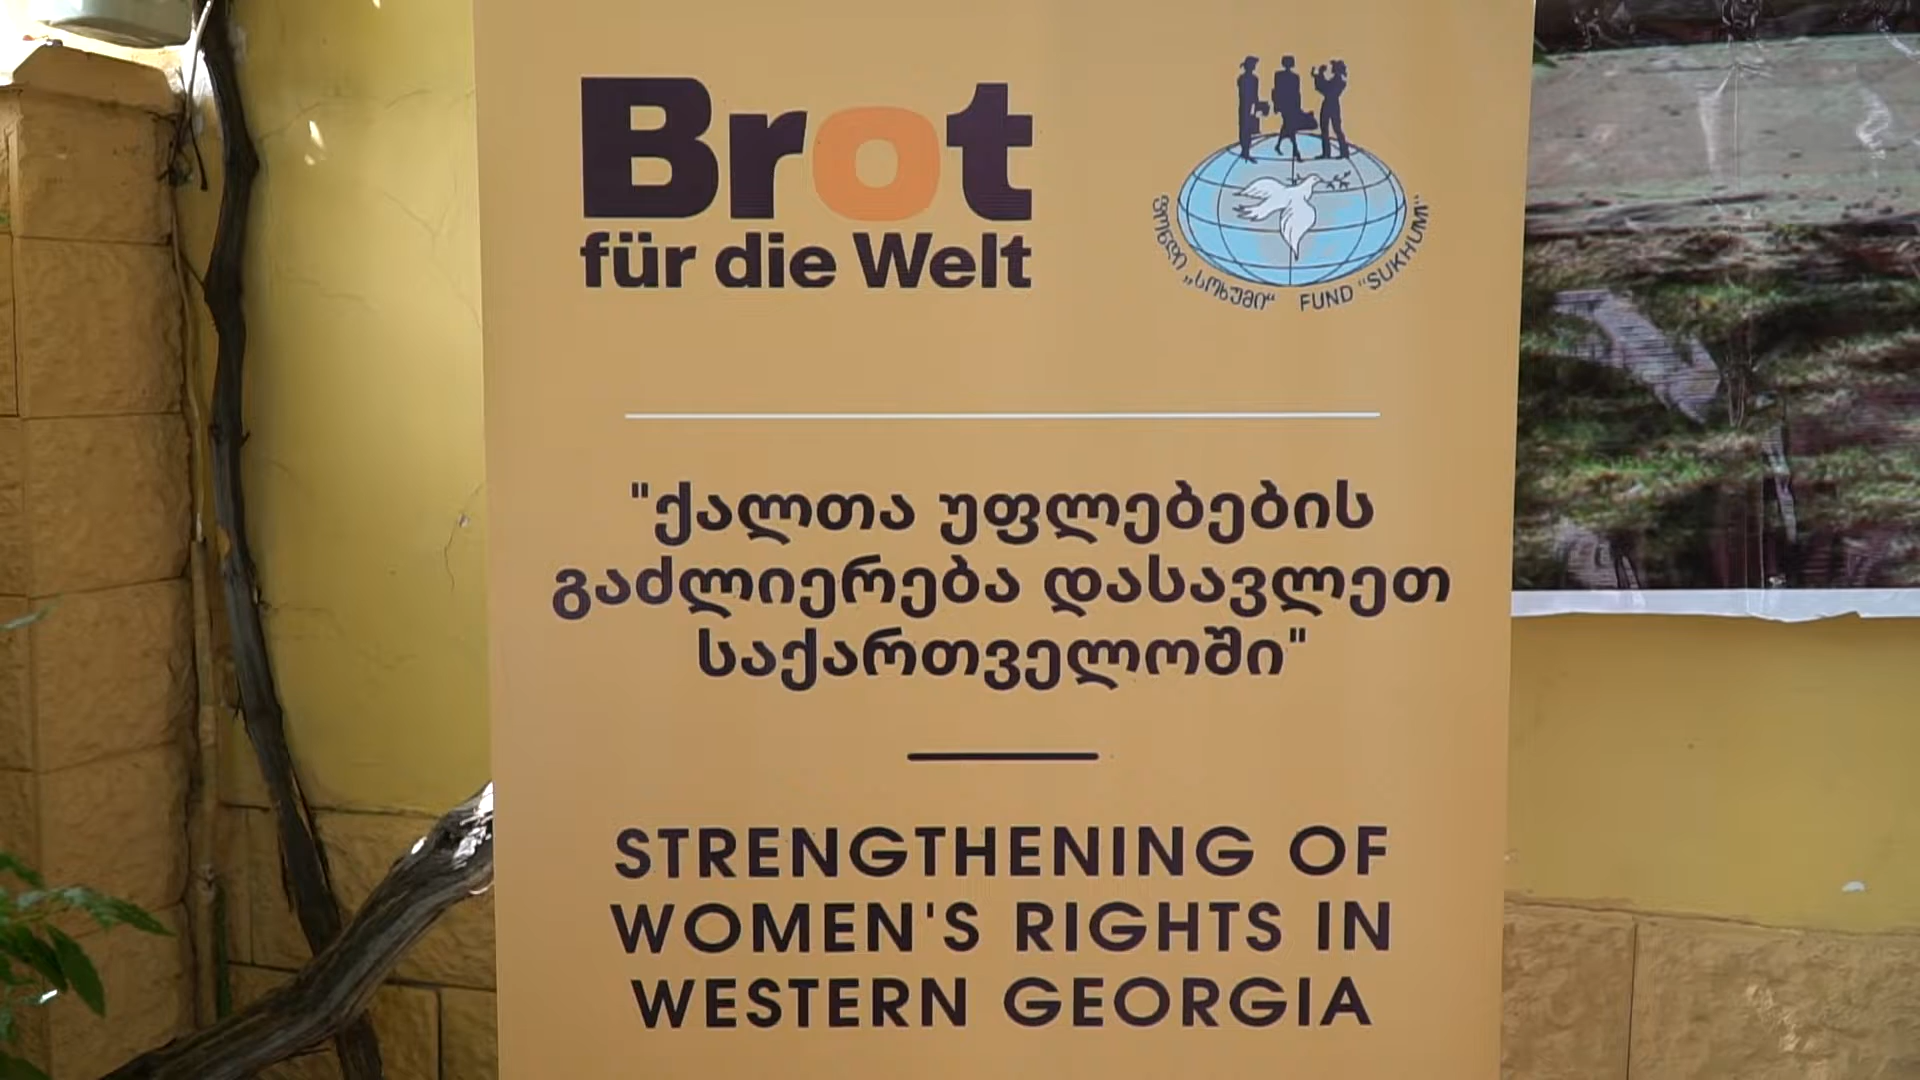 Brot
für die Welt
ფონდი „სოხუმი“ FUND "SUKHUMI"
"ქალთა უფლებების
გაძლიერება დასავლეთ
საქართველოში"
STRENGTHENING OF
WOMEN'S RIGHTS IN
WESTERN GEORGIA